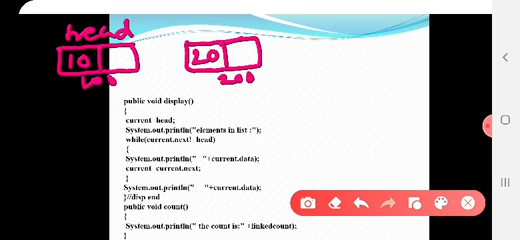 head
10
20
100
200
public void display()
{
current head;
System.out.println("elements in list :");
while(current.next! head)
{
System.out.println(" "+current.data);
current current.next;
}
System.out.println(" "+current.data);
}//disp end
public void count()
{
System.out.println(" the count is:" +linkedcount);
}